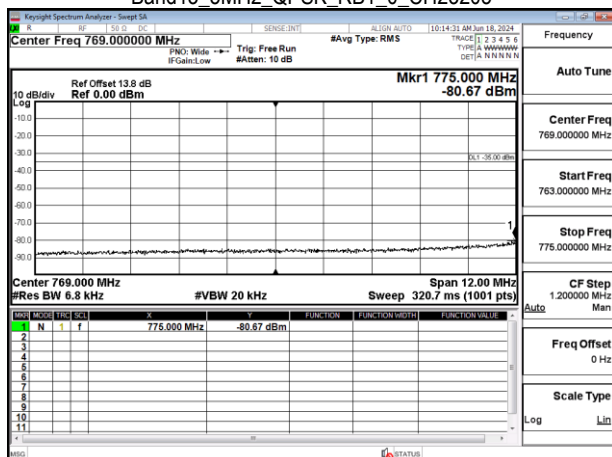 Keysight Spectrum Analyzer - Swept SA
R RF 50 Ω DC SENSE:INT ALIGN AUTO 10:14:31 AM Jun 18, 2024
Center Freq 769.000000 MHz
PNO: Wide
IFGain:Low
Trig: Free Run
#Atten: 10 dB
#Avg Type: RMS
TRACE 1 2 3 4 5 6
TYPE A WWWWW
DET A N N N N N
Frequency
Auto Tune
Center Freq
769.000000 MHz
Start Freq
763.000000 MHz
Stop Freq
775.000000 MHz
CF Step
1.200000 MHz
Auto Man
Freq Offset
0 Hz
Scale Type
Log Lin
Ref Offset 13.8 dB
10 dB/div Ref 0.00 dBm
Log
Mkr1 775.000 MHz
-80.67 dBm
-10.0
-20.0
-30.0
DL1 -35.00 dBm
-40.0
-50.0
-60.0
-70.0
1
-80.0
-90.0
Center 769.000 MHz Span 12.00 MHz
#Res BW 6.8 kHz #VBW 20 kHz Sweep 320.7 ms (1001 pts)
MKR MODE TRC SCL X Y FUNCTION FUNCTION WIDTH FUNCTION VALUE
1 N 1 f 775.000 MHz -80.67 dBm
2
3
4
5
6
7
8
9
10
11
MSG STATUS